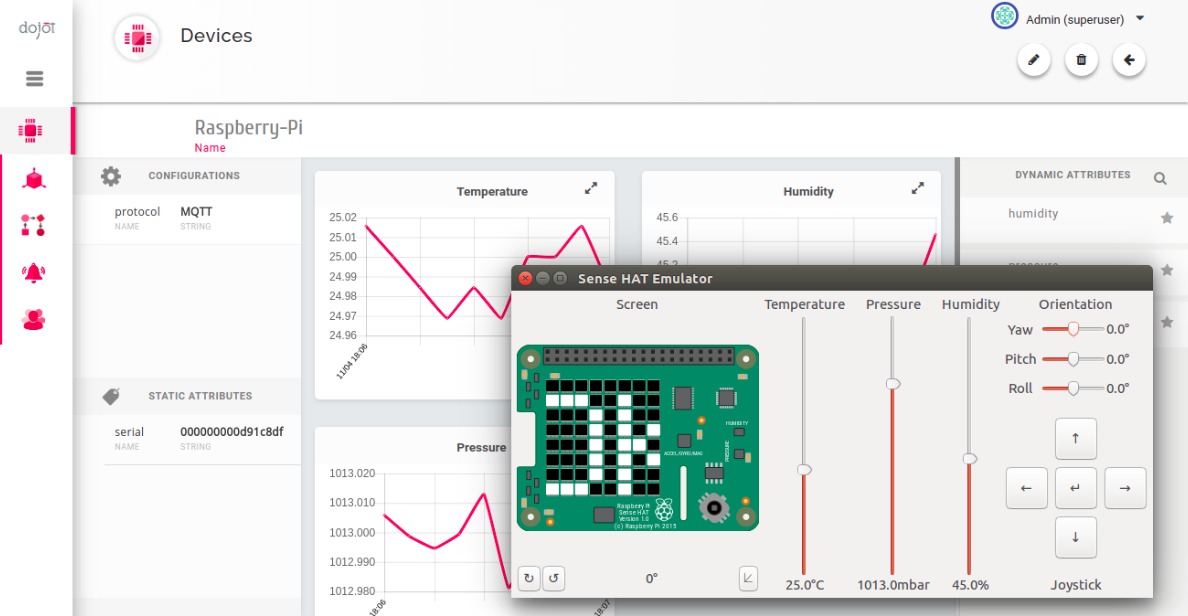 dojot
Devices
Admin (superuser)
Raspberry-Pi
Name
CONFIGURATIONS
protocol MQTT
NAME STRING
STATIC ATTRIBUTES
serial 000000000d91c8df
NAME STRING
Temperature
25.02
25.01
25.00
24.99
24.98
24.97
24.96
11/04 18:06
Humidity
45.6
45.4
45.2
Pressure
1013.020
1013.010
1013.000
1012.990
1012.980
18:06
18:07
DYNAMIC ATTRIBUTES
humidity
pressure
Sense HAT Emulator
Screen Temperature Pressure Humidity Orientation
Yaw 0.0°
Pitch 0.0°
Roll 0.0°
HUMIDITY
PRESSURE
ACCEL/GYRO/MAG
Raspberry Pi
Sense HAT
Version 1.0
(c) Raspberry Pi 2015
↑
← ↵ →
↓
↻ ↺ 0°
25.0°C 1013.0mbar 45.0% Joystick